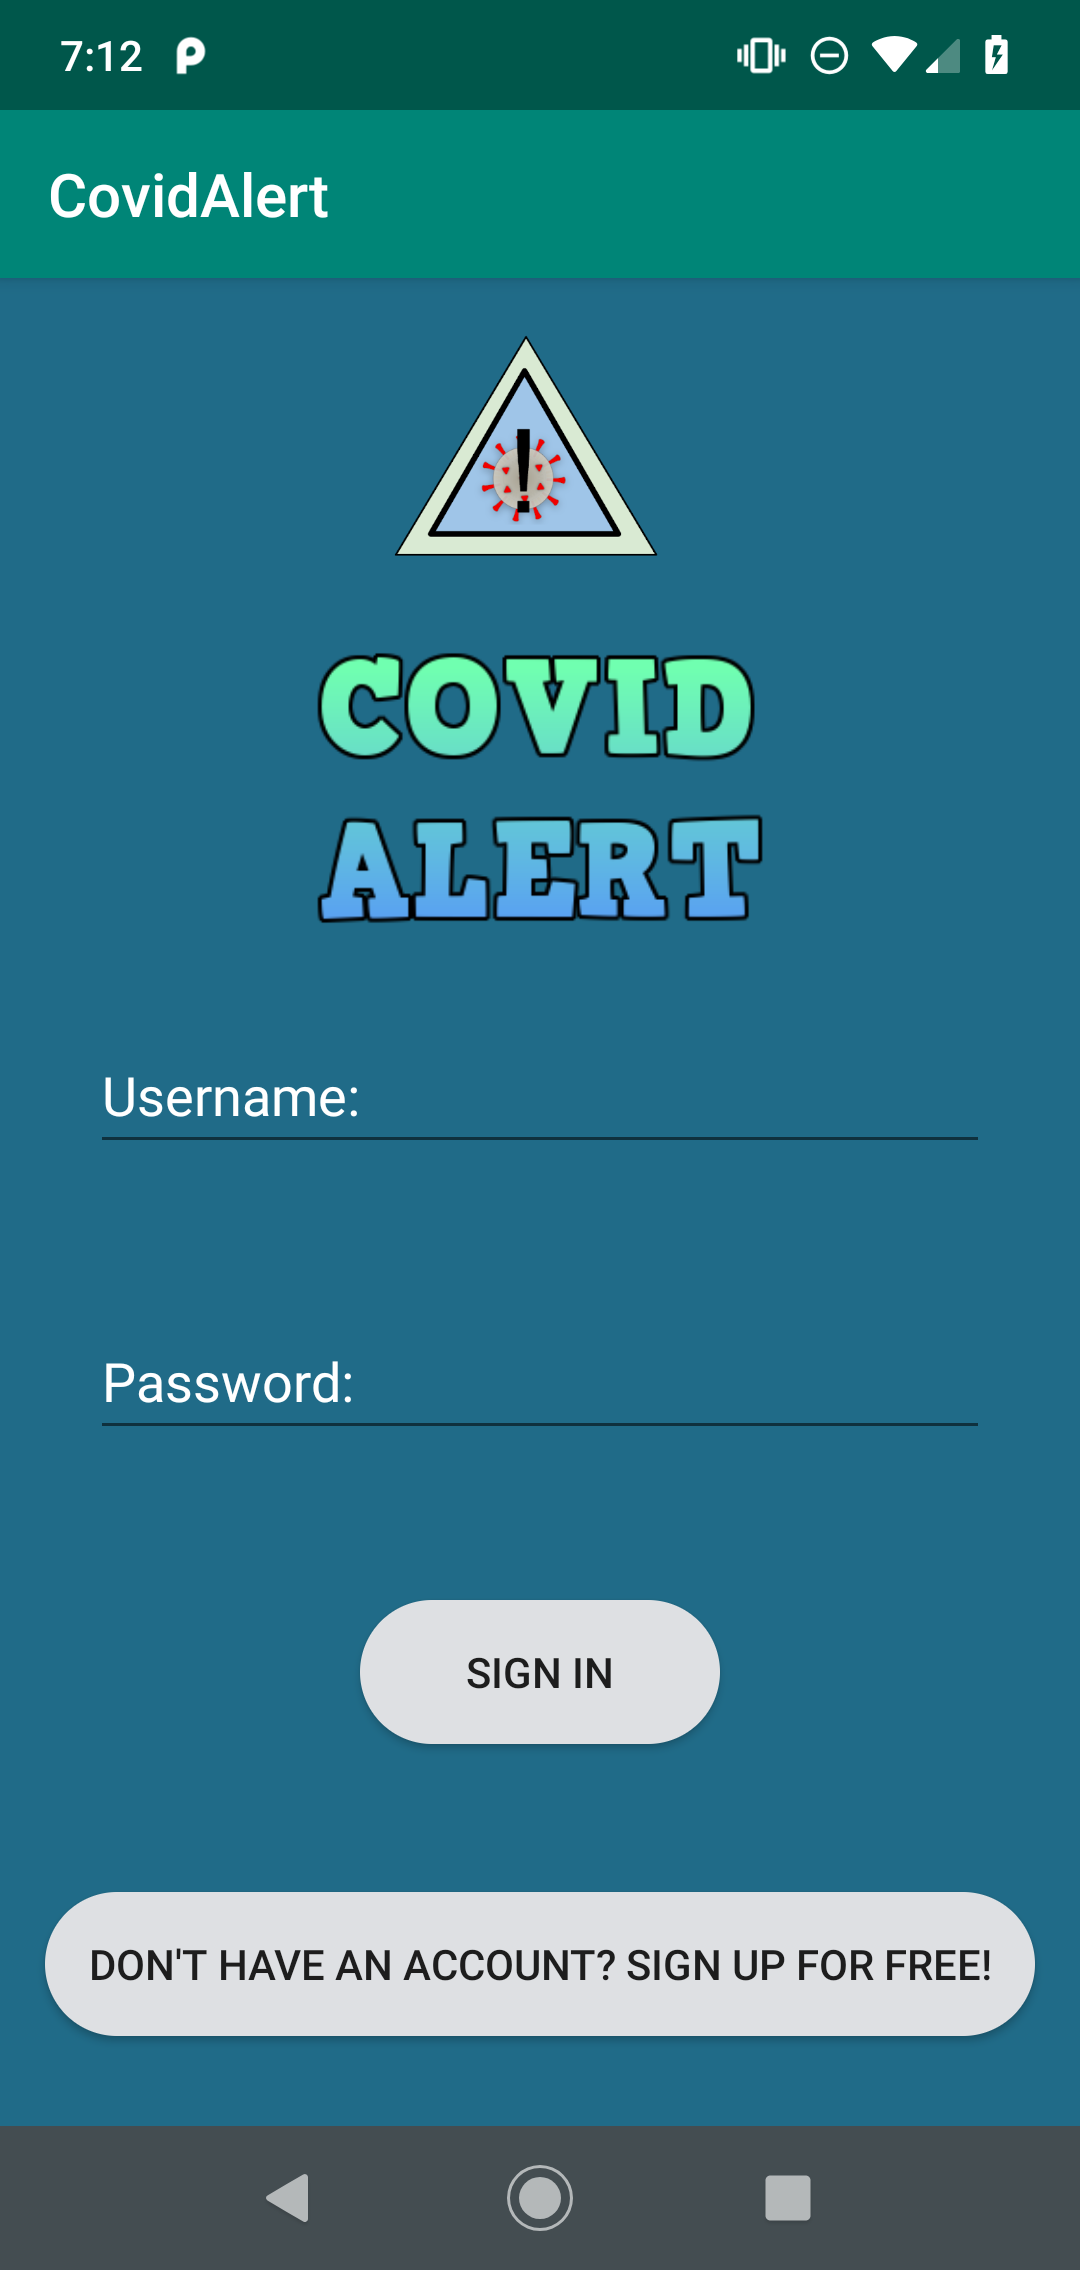 7:12
CovidAlert
!
COVID
ALERT
Username:
Password:
SIGN IN
DON'T HAVE AN ACCOUNT? SIGN UP FOR FREE!